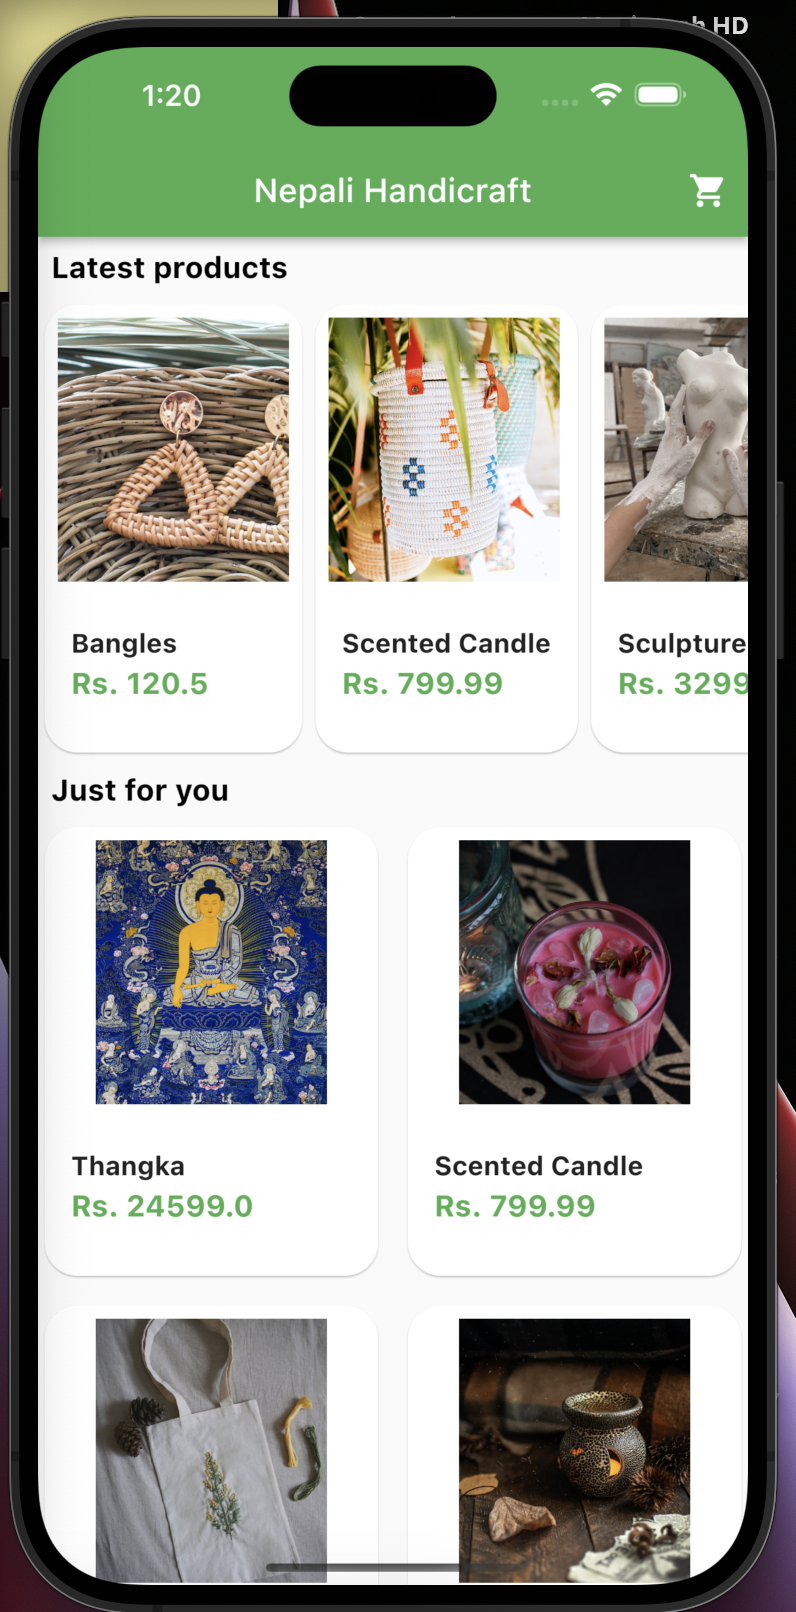 HD
1:20
Nepali Handicraft
Latest products
Bangles
Scented Candle
Sculpture
Rs. 120.5
Rs. 799.99
Rs. 3299
Just for you
Thangka
Scented Candle
Rs. 24599.0
Rs. 799.99